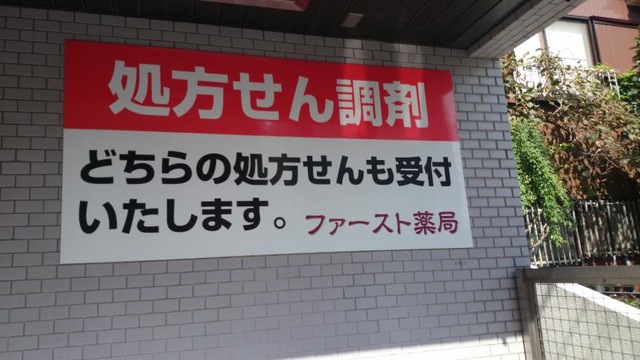 処方せん調剤
どちらの処方せんも受付
いたします。ファースト薬局